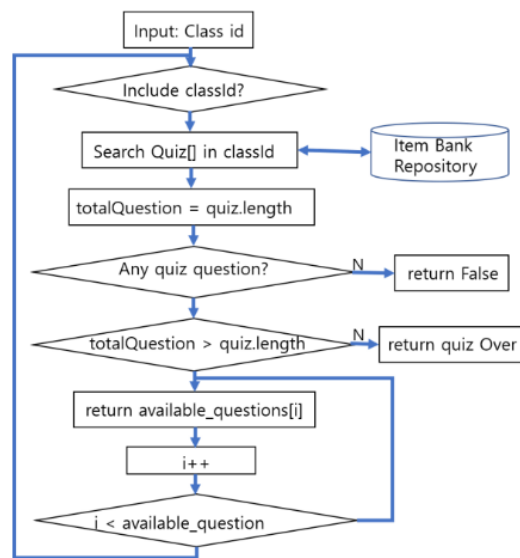 Input: Class id
Include classId?
Search Quiz[] in classId
Item Bank
Repository
totalQuestion = quiz.length
Any quiz question?
N
return False
totalQuestion > quiz.length
N
return quiz Over
return available_questions[i]
i++
i < available_question